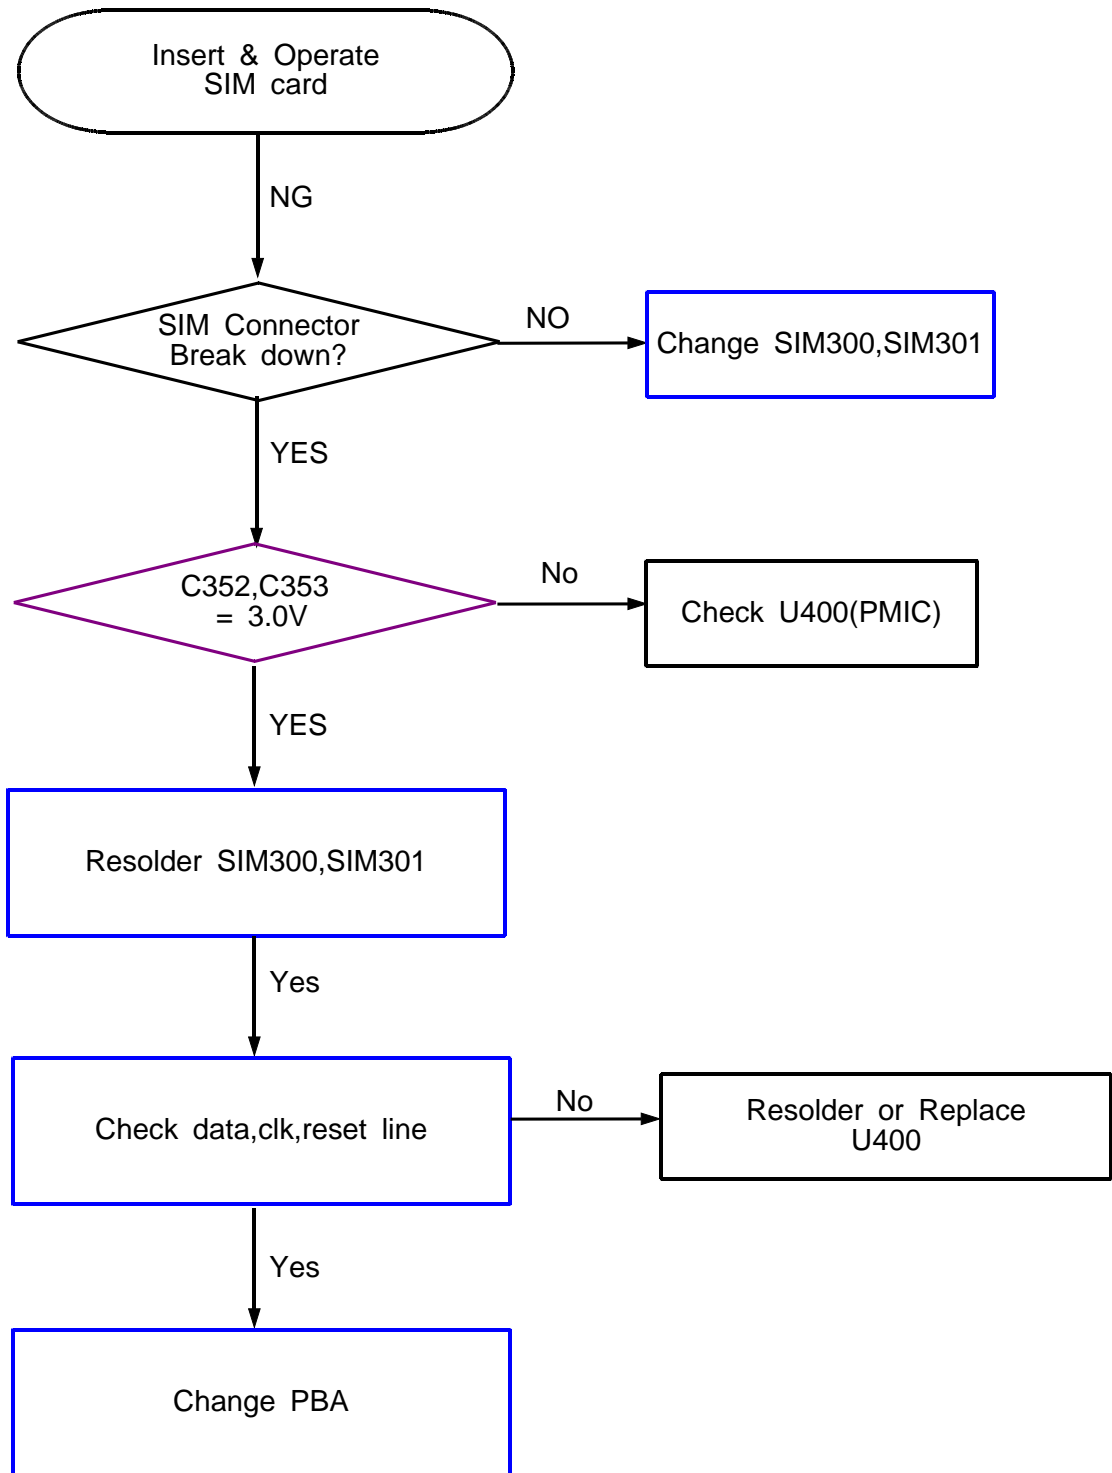 Insert & Operate
SIM card
NG
SIM Connector
Break down?
NO
Change SIM300,SIM301
YES
C352,C353
= 3.0V
No
Check U400(PMIC)
YES
Resolder SIM300,SIM301
Yes
Check data,clk,reset line
No
Resolder or Replace
U400
Yes
Change PBA